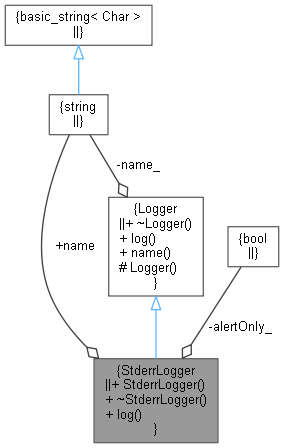 {basic_string< Char >
||}
{string
||}
-name_
+name
{Logger
||+ ~Logger()
+ log()
+ name()
# Logger()
}
{bool
||}
-alertOnly_
{StderrLogger
||+ StderrLogger()
+ ~StderrLogger()
+ log()
}